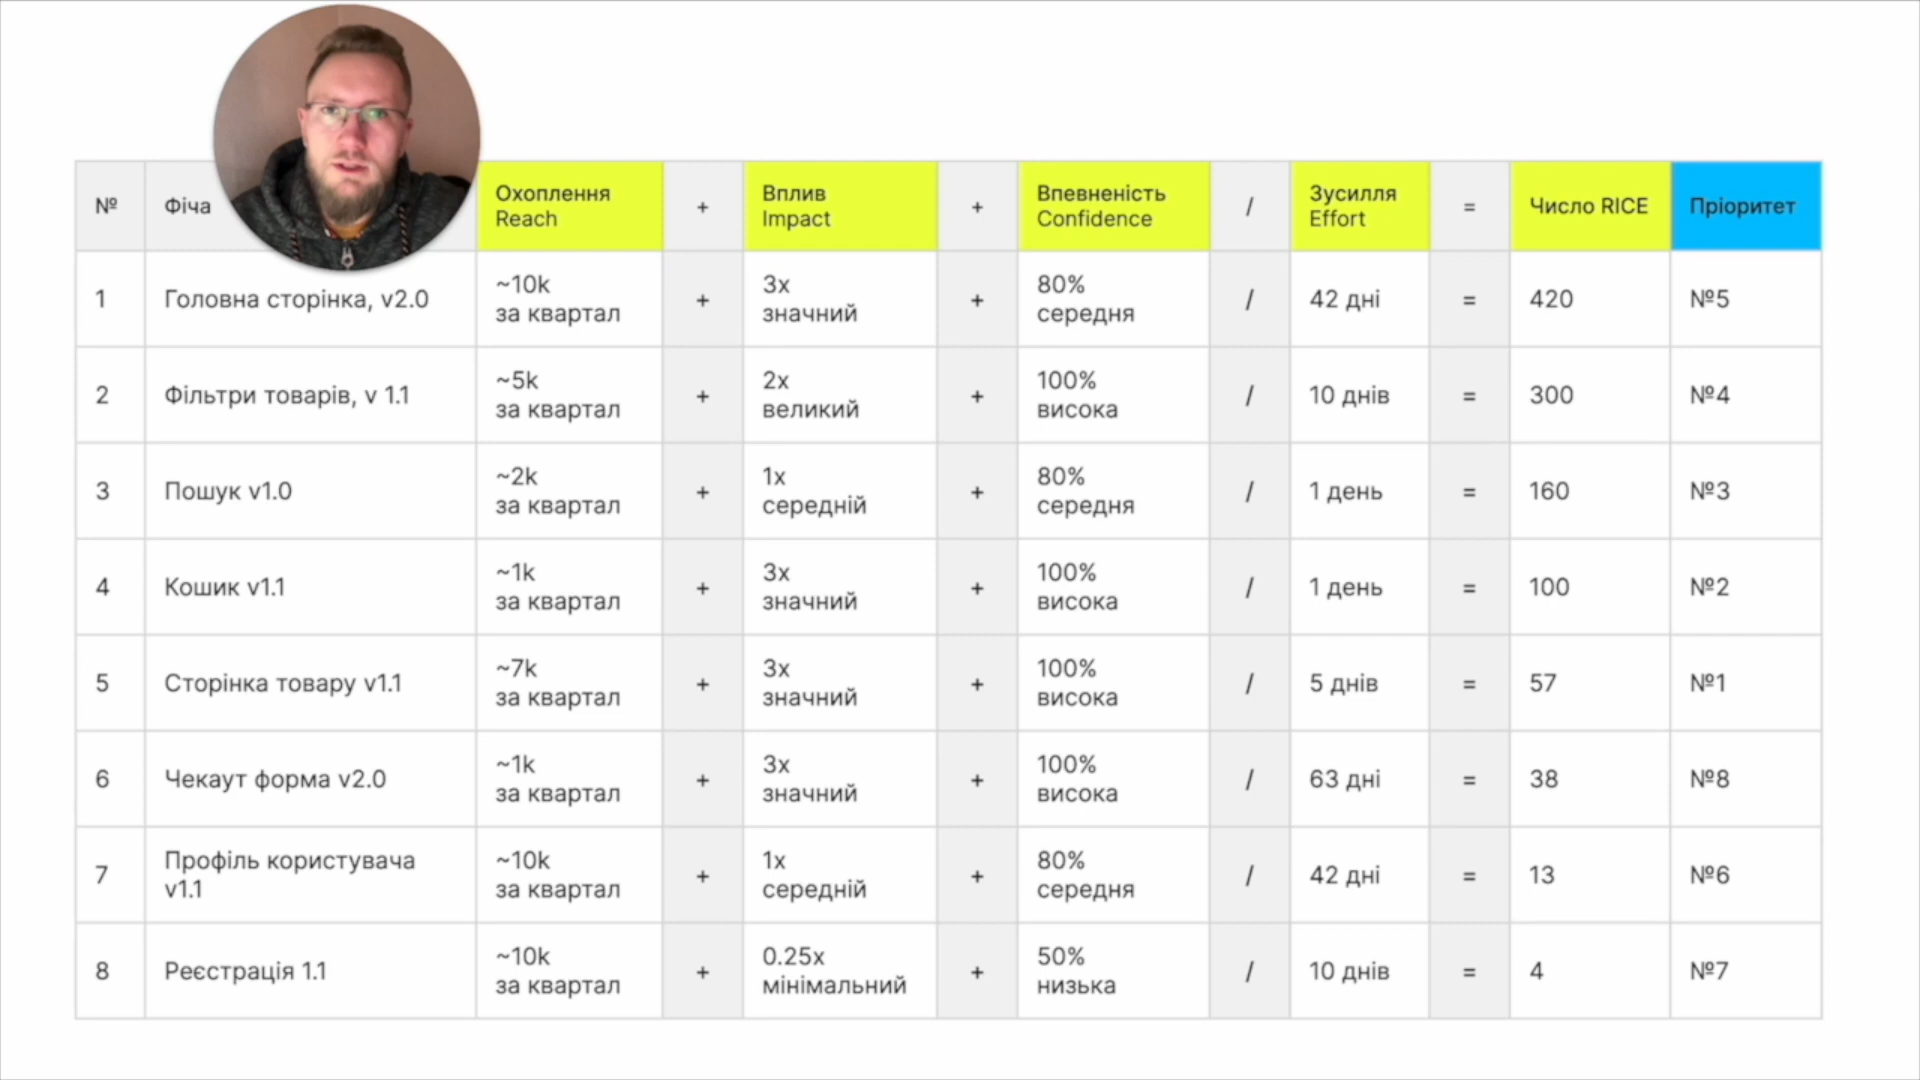 № Фіча Охоплення Reach + Вплив Impact + Впевненість Confidence / Зусилля Effort = Число RICE Пріоритет
1 Головна сторінка, v2.0 ~10k за квартал + 3x значний + 80% середня / 42 дні = 420 №5
2 Фільтри товарів, v 1.1 ~5k за квартал + 2x великий + 100% висока / 10 днів = 300 №4
3 Пошук v1.0 ~2k за квартал + 1x середній + 80% середня / 1 день = 160 №3
4 Кошик v1.1 ~1k за квартал + 3x значний + 100% висока / 1 день = 100 №2
5 Сторінка товару v1.1 ~7k за квартал + 3x значний + 100% висока / 5 днів = 57 №1
6 Чекаут форма v2.0 ~1k за квартал + 3x значний + 100% висока / 63 дні = 38 №8
7 Профіль користувача v1.1 ~10k за квартал + 1x середній + 80% середня / 42 дні = 13 №6
8 Реєстрація 1.1 ~10k за квартал + 0.25x мінімальний + 50% низька / 10 днів = 4 №7